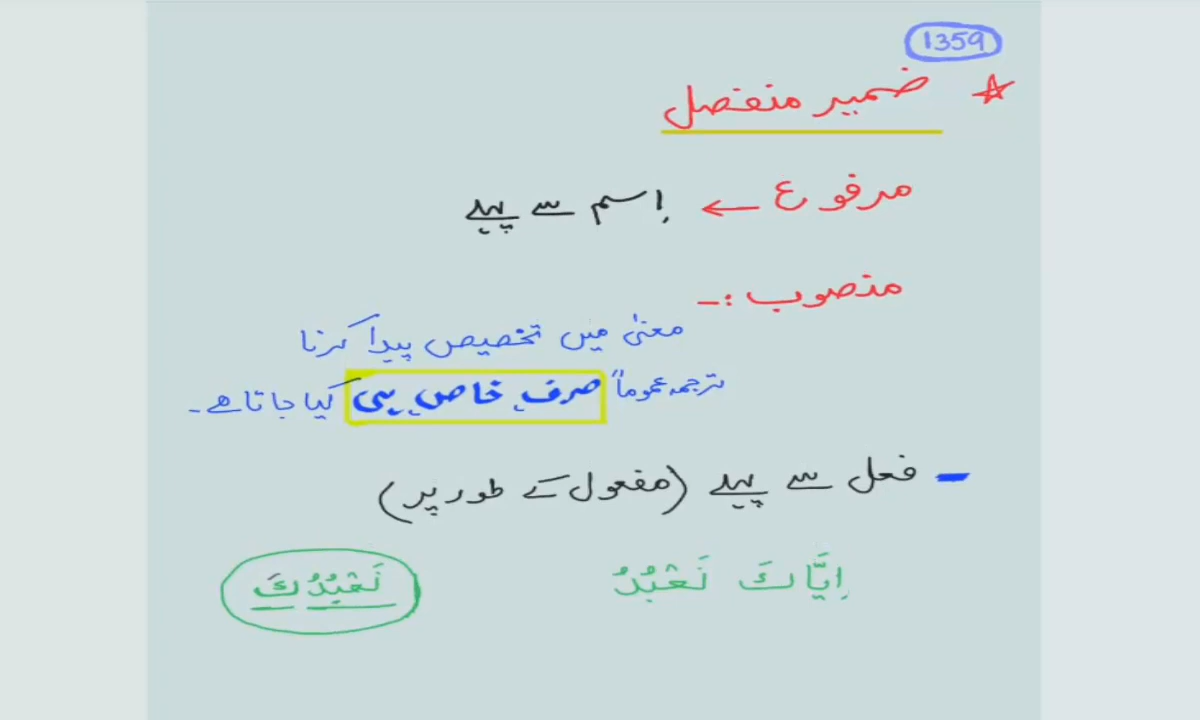 1359
☆ ضمیر منفصل
مرفوع ← اِسم سے پہلے
منصوب :-
معنیٰ میں تخصیص پیدا کرنا
ترجمہ عموماً صرف، خاص، ہی کیا جاتا ہے۔
- فعل سے پہلے (مفعول کے طور پر)
اِیَّاكَ نَعْبُدُ نَعْبُدُكَ